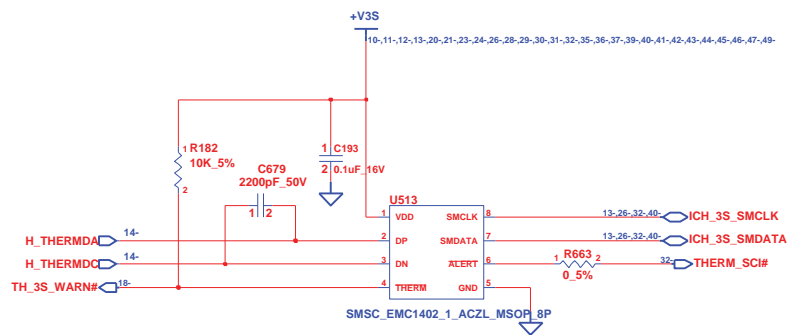 +V3S
10-,11-,12-,13-,20-,21-,23-,24-,26-,28-,29-,30-,31-,32-,35-,36-,37-,39-,40-,41-,42-,43-,44-,45-,46-,47-,49-
1 R182
10K_5%
2
1 C193
2 0.1uF_16V
C679
2200pF_50V
1 2
U513
1 VDD SMCLK 8 13-,26-,32-,40- ICH_3S_SMCLK
H_THERMDA 14- 2 DP SMDATA 7 13-,26-,32-,40- ICH_3S_SMDATA
R663
H_THERMDC 14- 3 DN ALERT 6 1 2 32- THERM_SCI#
0_5%
TH_3S_WARN# 18- 4 THERM GND 5
SMSC_EMC1402_1_ACZL_MSOP_8P